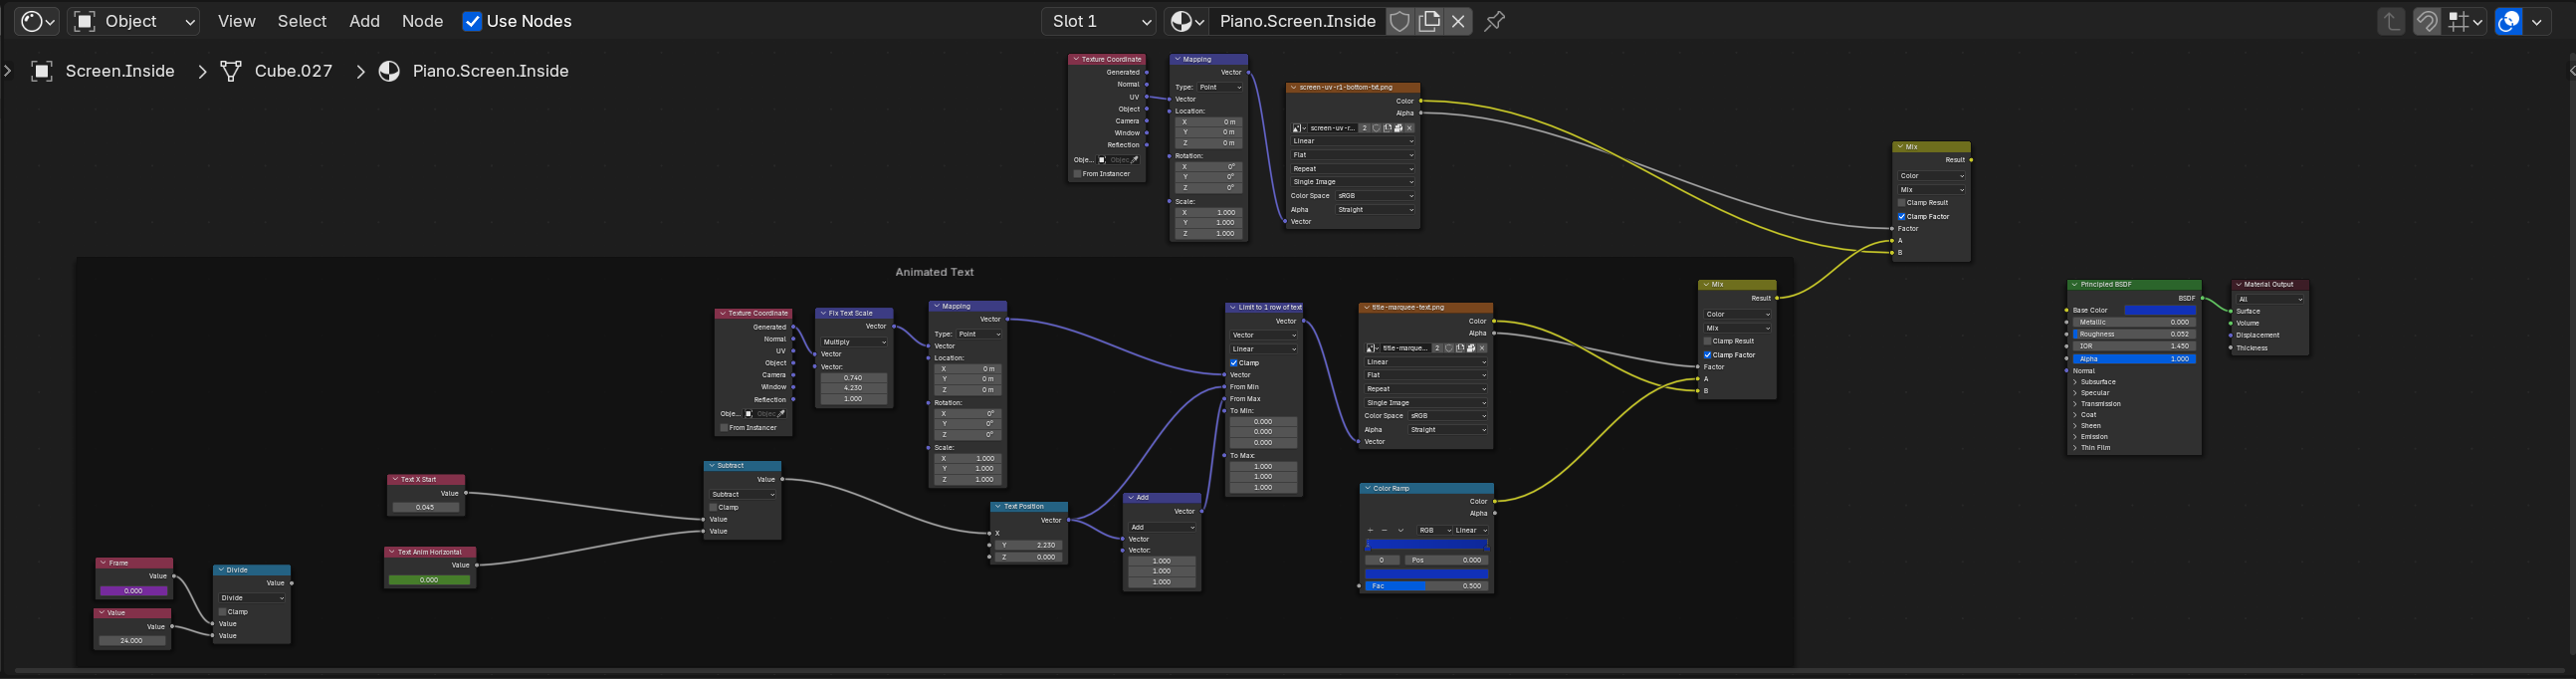 Object View Select Add Node Use Nodes Slot 1 Piano.Screen.Inside
Screen.Inside Cube.027 Piano.Screen.Inside
Texture Coordinate
Generated
Normal
UV
Object
Camera
Window
Reflection
Obje... Objec
From Instancer
Mapping
Vector
Type: Point
Vector
Location:
X 0 m
Y 0 m
Z 0 m
Rotation:
X 0°
Y 0°
Z 0°
Scale:
X 1.000
Y 1.000
Z 1.000
screen-uv-r1-bottom-txt.png
Color
Alpha
screen-uv-r... 2
Linear
Flat
Repeat
Single Image
Color Space sRGB
Alpha Straight
Vector
Mix
Result
Color
Mix
Clamp Result
Clamp Factor
Factor
A
B
Animated Text
Texture Coordinate
Generated
Normal
UV
Object
Camera
Window
Reflection
Obje... Objec
From Instancer
Fix Text Scale
Vector
Multiply
Vector
Vector:
0.740
4.230
1.000
Mapping
Vector
Type: Point
Vector
Location:
X 0 m
Y 0 m
Z 0 m
Rotation:
X 0°
Y 0°
Z 0°
Scale:
X 1.000
Y 1.000
Z 1.000
Limit to 1 row of text
Vector
Vector
Linear
Clamp
Vector
From Min
From Max
To Min:
0.000
0.000
0.000
To Max:
1.000
1.000
1.000
title-marquee-text.png
Color
Alpha
title-marque... 2
Linear
Flat
Repeat
Single Image
Color Space sRGB
Alpha Straight
Vector
Mix
Result
Color
Mix
Clamp Result
Clamp Factor
Factor
A
B
Principled BSDF
BSDF
Base Color
Metallic 0.000
Roughness 0.052
IOR 1.450
Alpha 1.000
Normal
Subsurface
Specular
Transmission
Coat
Sheen
Emission
Thin Film
Material Output
All
Surface
Volume
Displacement
Thickness
Text X Start
Value
0.045
Subtract
Value
Subtract
Clamp
Value
Value
Text Position
Vector
X
Y 2.230
Z 0.000
Add
Vector
Add
Vector
Vector:
1.000
1.000
1.000
Color Ramp
Color
Alpha
RGB Linear
0 Pos 0.000
Fac 0.500
Text Anim Horizontal
Value
0.000
Frame
Value
0.000
Value
Value
24.000
Divide
Value
Divide
Clamp
Value
Value